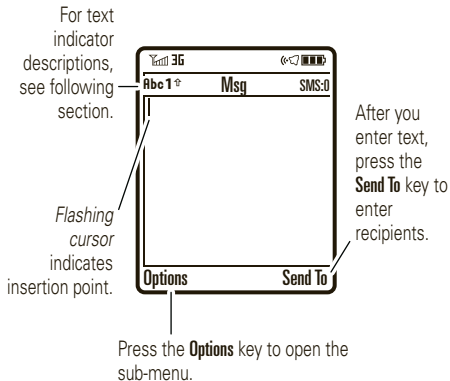 For text
indicator
descriptions,
see following
section.
3G
Abc1⇧ Msg SMS:0
After you
enter text,
press the
Send To key to
enter
recipients.
Flashing
cursor
indicates
insertion point.
Options Send To
Press the Options key to open the
sub-menu.